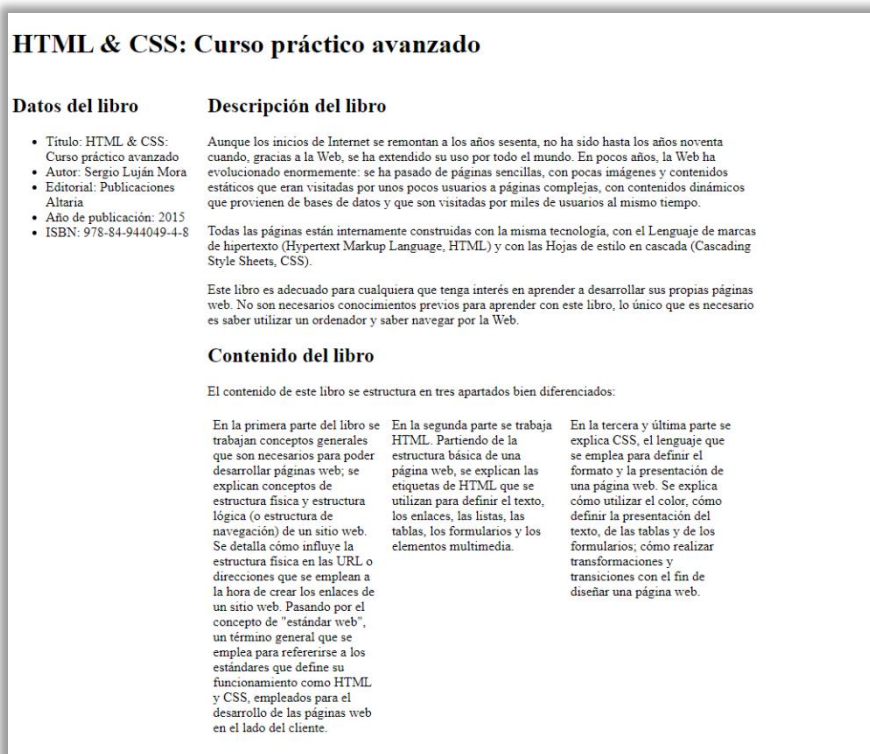 HTML & CSS: Curso práctico avanzado
Datos del libro
• Título: HTML & CSS:
Curso práctico avanzado
• Autor: Sergio Luján Mora
• Editorial: Publicaciones
Altaria
• Año de publicación: 2015
• ISBN: 978-84-944049-4-8
Descripción del libro
Aunque los inicios de Internet se remontan a los años sesenta, no ha sido hasta los años noventa
cuando, gracias a la Web, se ha extendido su uso por todo el mundo. En pocos años, la Web ha
evolucionado enormemente: se ha pasado de páginas sencillas, con pocas imágenes y contenidos
estáticos que eran visitadas por unos pocos usuarios a páginas complejas, con contenidos dinámicos
que provienen de bases de datos y que son visitadas por miles de usuarios al mismo tiempo.
Todas las páginas están internamente construidas con la misma tecnología, con el Lenguaje de marcas
de hipertexto (Hypertext Markup Language, HTML) y con las Hojas de estilo en cascada (Cascading
Style Sheets, CSS).
Este libro es adecuado para cualquiera que tenga interés en aprender a desarrollar sus propias páginas
web. No son necesarios conocimientos previos para aprender con este libro, lo único que es necesario
es saber utilizar un ordenador y saber navegar por la Web.
Contenido del libro
El contenido de este libro se estructura en tres apartados bien diferenciados:
En la primera parte del libro se
trabajan conceptos generales
que son necesarios para poder
desarrollar páginas web; se
explican conceptos de
estructura física y estructura
lógica (o estructura de
navegación) de un sitio web.
Se detalla cómo influye la
estructura física en las URL o
direcciones que se emplean a
la hora de crear los enlaces de
un sitio web. Pasando por el
concepto de "estándar web",
un término general que se
emplea para refererirse a los
estándares que define su
funcionamiento como HTML
y CSS, empleados para el
desarrollo de las páginas web
en el lado del cliente.
En la segunda parte se trabaja
HTML. Partiendo de la
estructura básica de una
página web, se explican las
etiquetas de HTML que se
utilizan para definir el texto,
los enlaces, las listas, las
tablas, los formularios y los
elementos multimedia.
En la tercera y última parte se
explica CSS, el lenguaje que
se emplea para definir el
formato y la presentación de
una página web. Se explica
cómo utilizar el color, cómo
definir la presentación del
texto, de las tablas y de los
formularios; cómo realizar
transformaciones y
transiciones con el fin de
diseñar una página web.